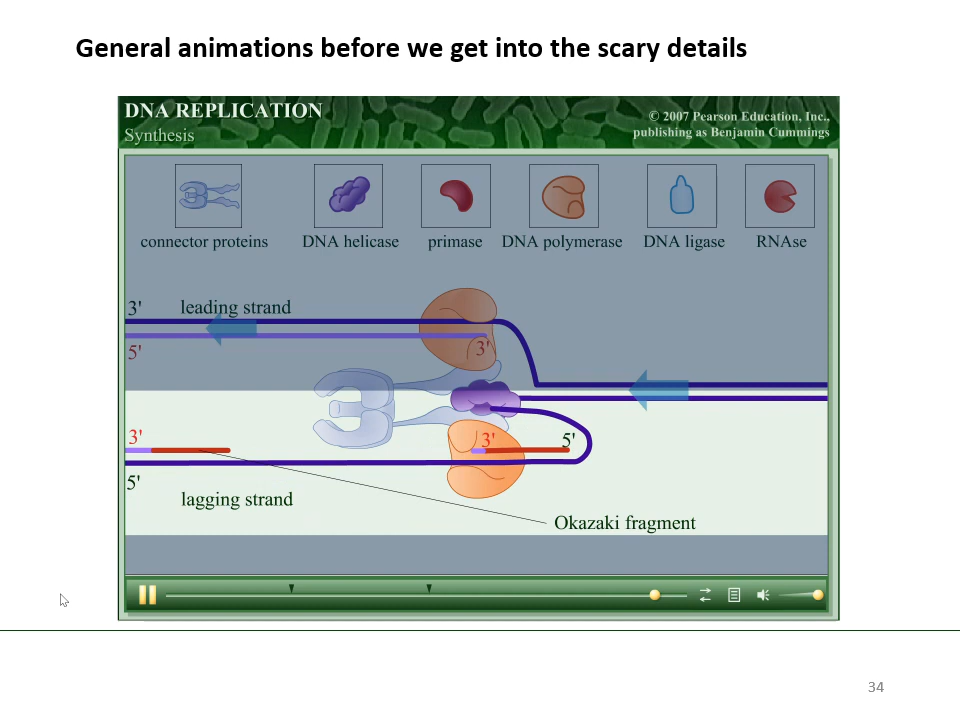 General animations before we get into the scary details
DNA REPLICATION
Synthesis
© 2007 Pearson Education, Inc.,
publishing as Benjamin Cummings
connector proteins DNA helicase primase DNA polymerase DNA ligase RNAse
3' leading strand
5' 3'
3' 3' 5'
5'
lagging strand
Okazaki fragment
34